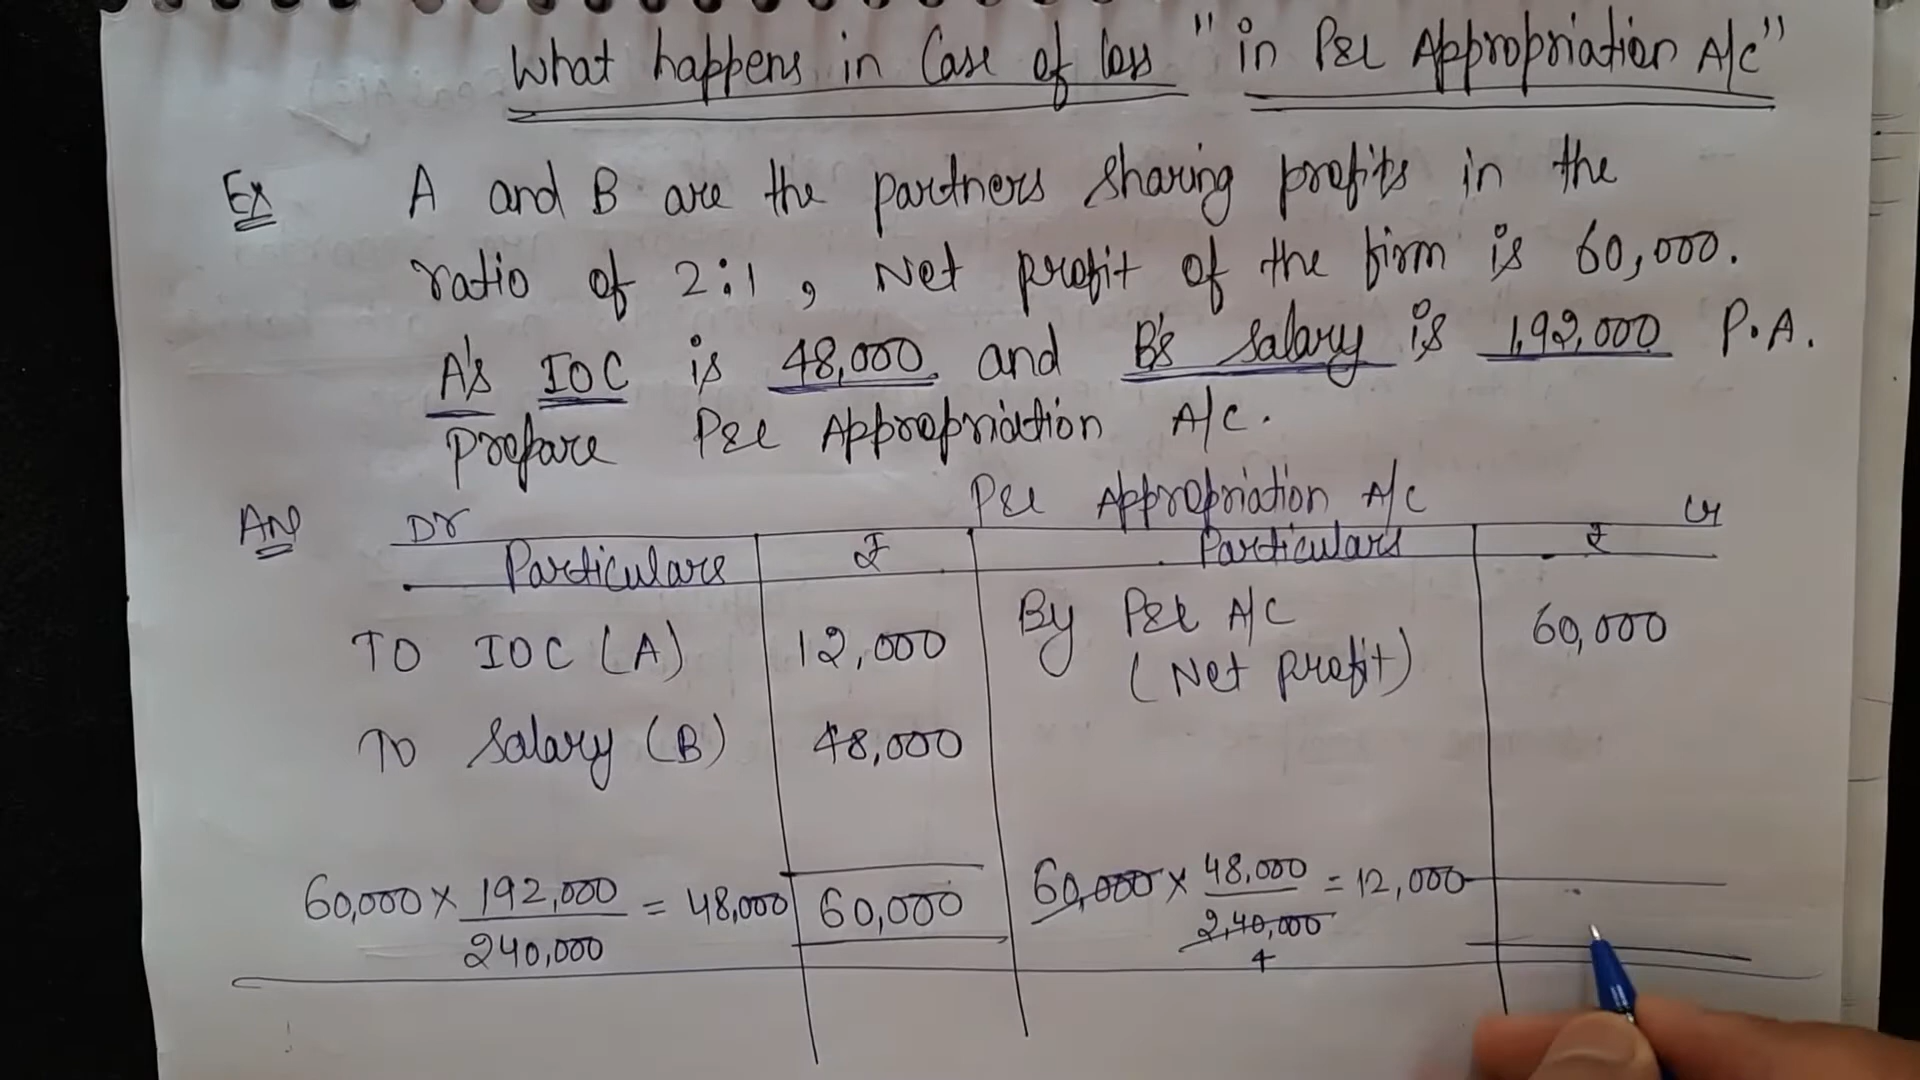 What happens in Case of loss "in P&L Appropriation A/c"
Ex A and B are the partners sharing profits in the
ratio of 2:1, Net profit of the firm is 60,000.
A's IOC is 48,000 and B's salary is 1,92,000 P.A.
Prepare P&L Appropriation A/C.
Ans Dr P&L Appropriation A/C Cr
Particulars ₹ Particulars ₹
TO IOC (A) 12,000 By P&L A/C 60,000
(Net profit)
To Salary (B) 48,000
60,000 × 192,000 / 240,000 = 48,000 60,000 60,000 × 48,000 / 2,40,000 = 12,000
4